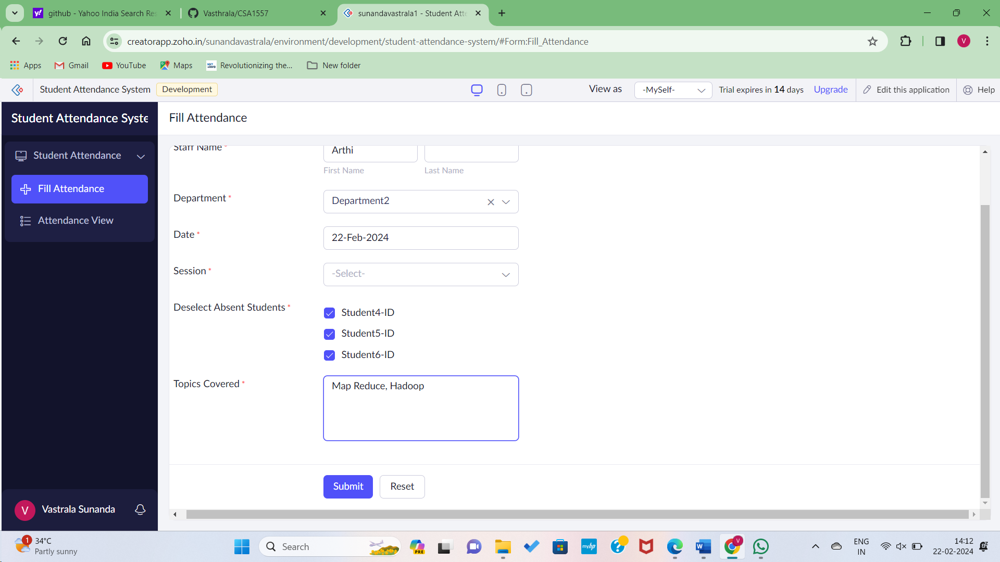 github - Yahoo India Search Res
Vasthrala/CSA1557
sunandavastrala1 - Student Atte
creatorapp.zoho.in/sunandavastrala/environment/development/student-attendance-system/#Form:Fill_Attendance
V
Apps
Gmail
YouTube
Maps
Revolutionizing the...
New folder
Student Attendance System
Development
View as
-MySelf-
Trial expires in 14 days
Upgrade
Edit this application
Help
Student Attendance Syste
Fill Attendance
Student Attendance
Fill Attendance
Attendance View
Staff Name *
Arthi
First Name
Last Name
Department *
Department2
Date *
22-Feb-2024
Session *
-Select-
Deselect Absent Students *
Student4-ID
Student5-ID
Student6-ID
Topics Covered *
Map Reduce, Hadoop
Submit
Reset
V
Vastrala Sunanda
1
34°C
Partly sunny
Search
PRE
myhp
W
V
ENG
IN
14:12
22-02-2024